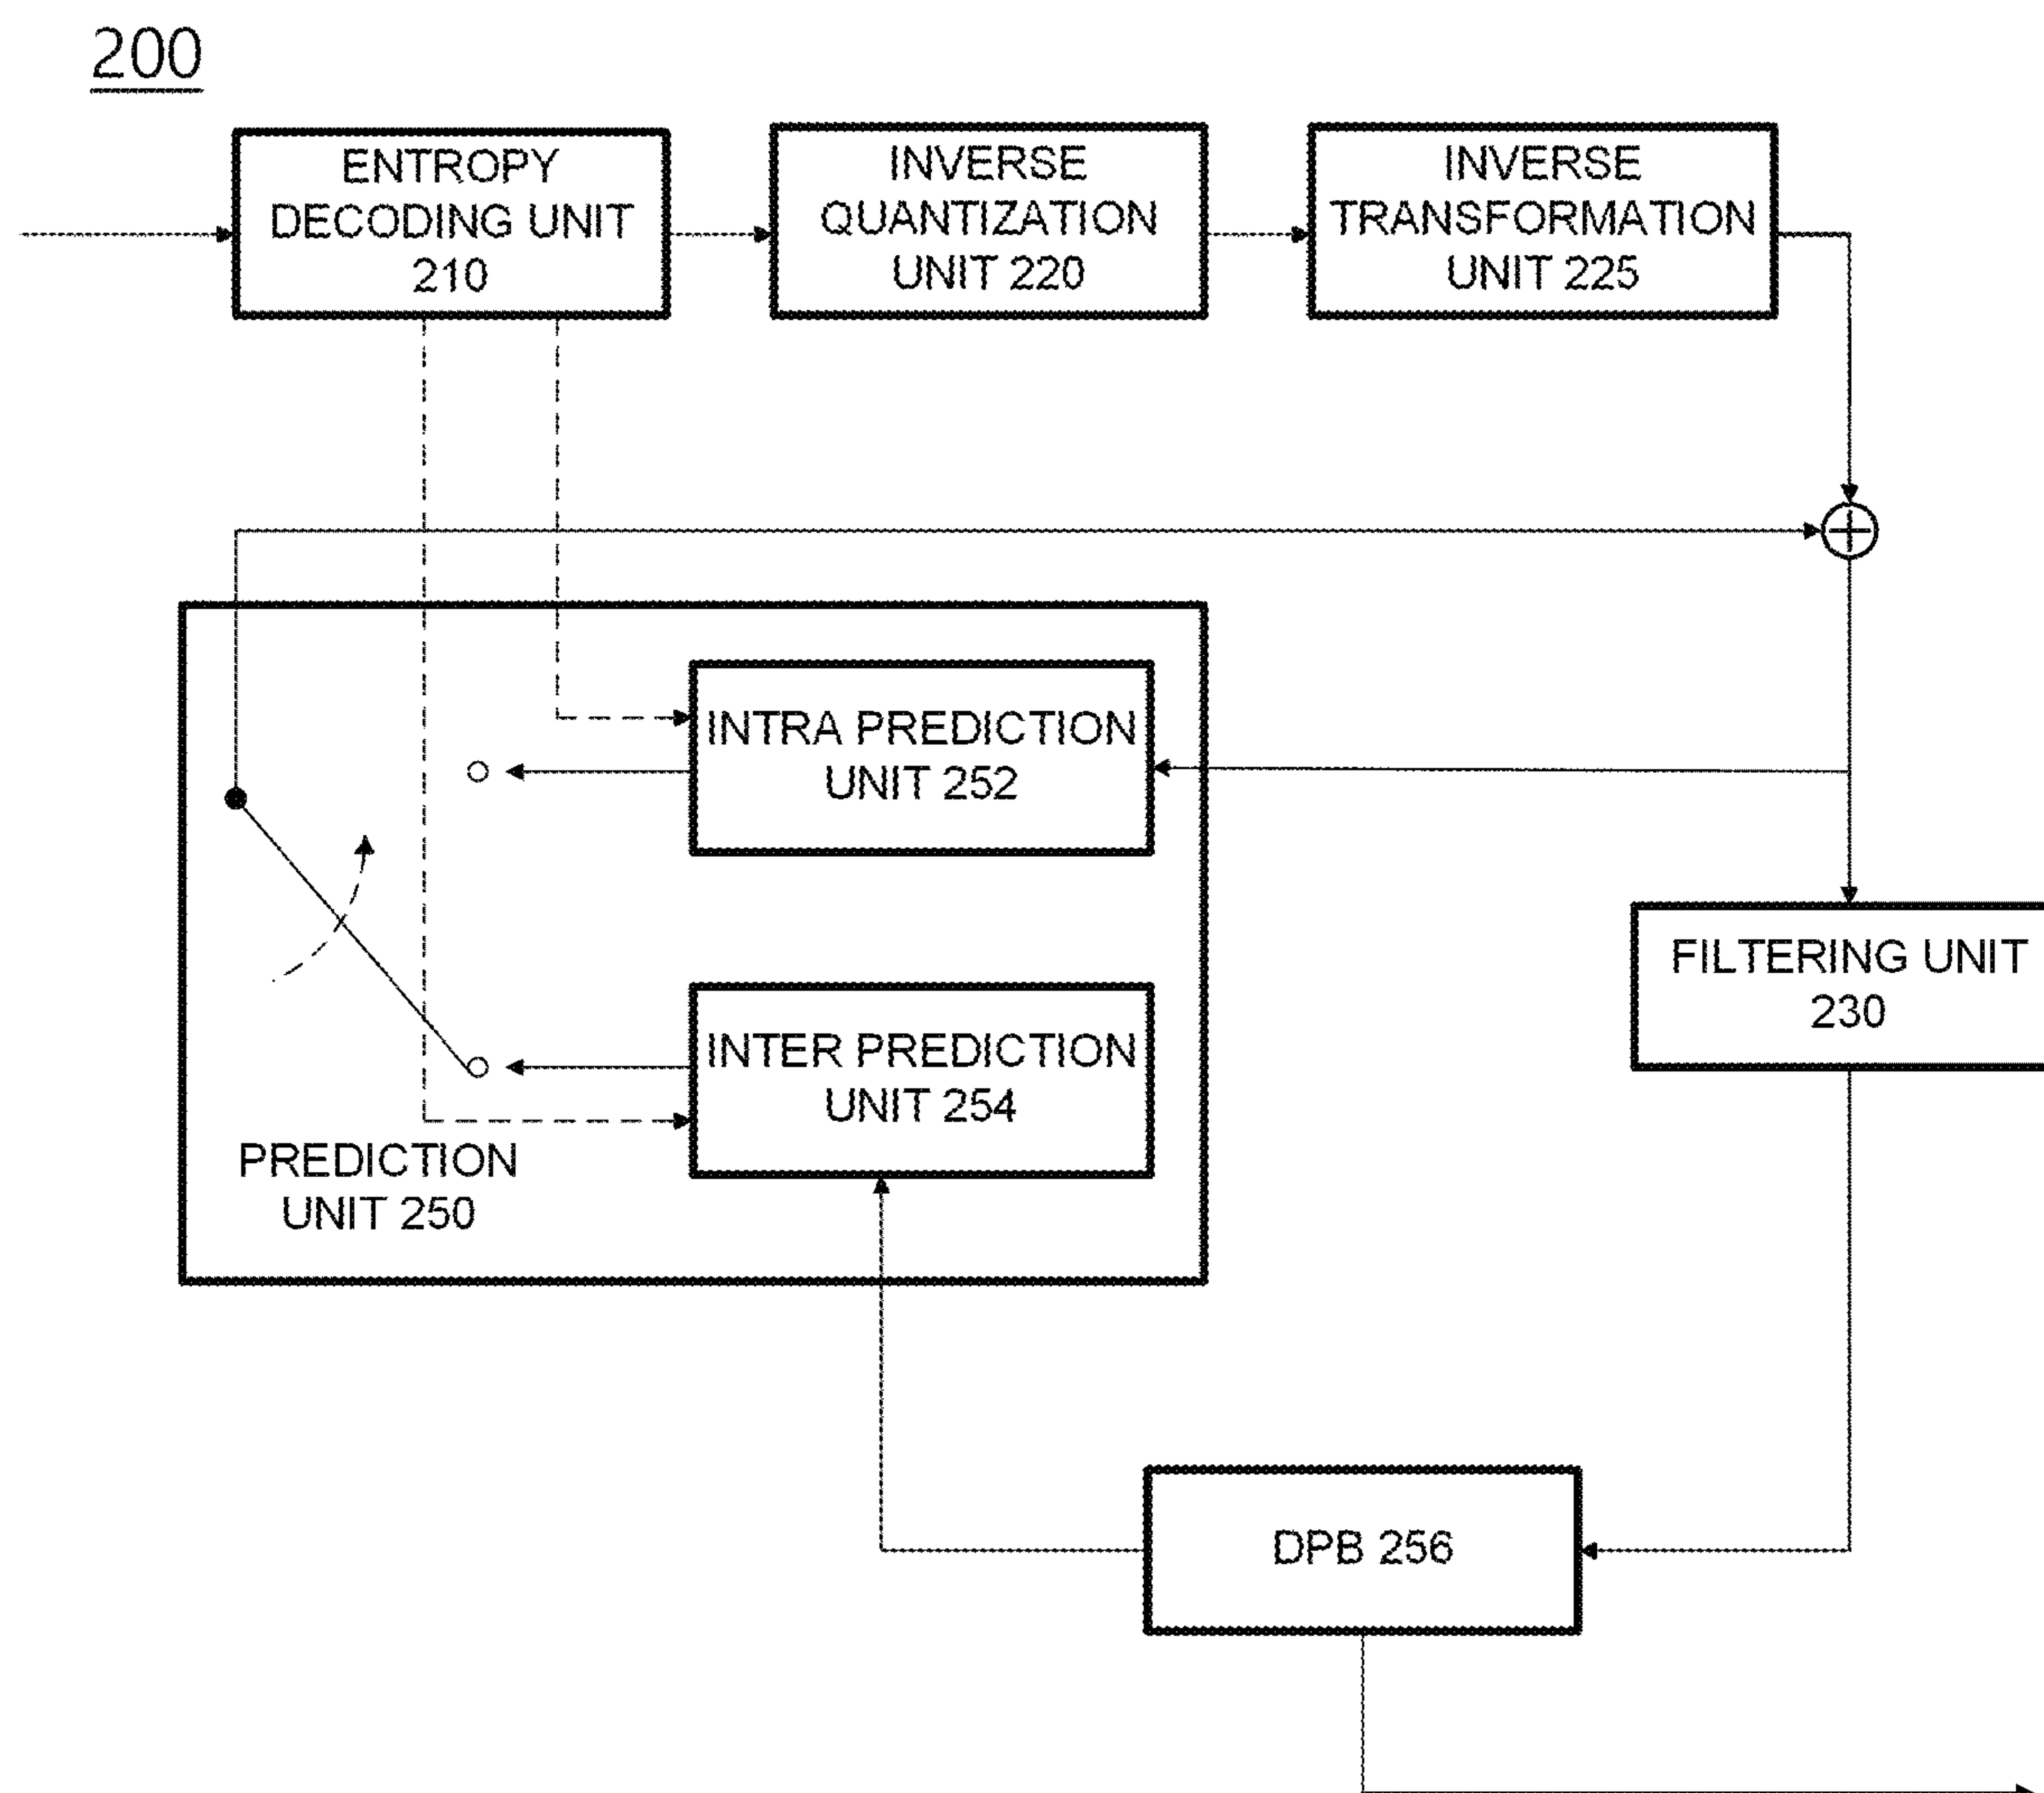 200
ENTROPY
DECODING UNIT
210
INVERSE
QUANTIZATION
UNIT 220
INVERSE
TRANSFORMATION
UNIT 225
INTRA PREDICTION
UNIT 252
FILTERING UNIT
230
INTER PREDICTION
UNIT 254
PREDICTION
UNIT 250
DPB 256